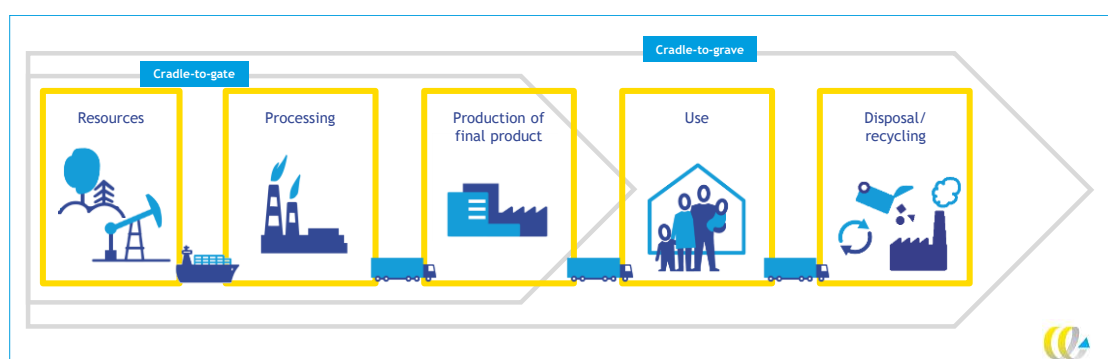 Cradle-to-grave
Cradle-to-gate
Resources
Processing
Production of
final product
Use
Disposal/
recycling